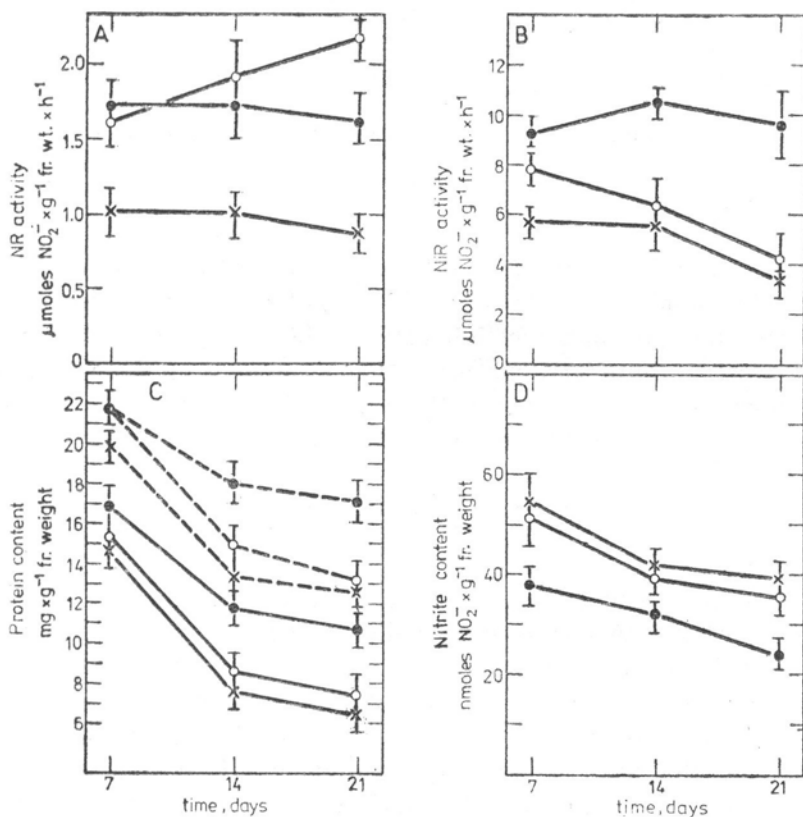 A
NR activity
μmoles NO₂⁻ × g⁻¹ fr. wt. × h⁻¹
2.0
1.5
1.0
0.5
0
B
NiR activity
μmoles NO₂⁻ × g⁻¹ fr. wt. × h⁻¹
12
10
8
6
4
2
0
C
Protein content
mg × g⁻¹ fr. weight
22
20
18
16
14
12
10
8
6
7
14
21
time, days
D
Nitrite content
nmoles NO₂⁻ × g⁻¹ fr. weight
60
40
20
7
14
21
time, days